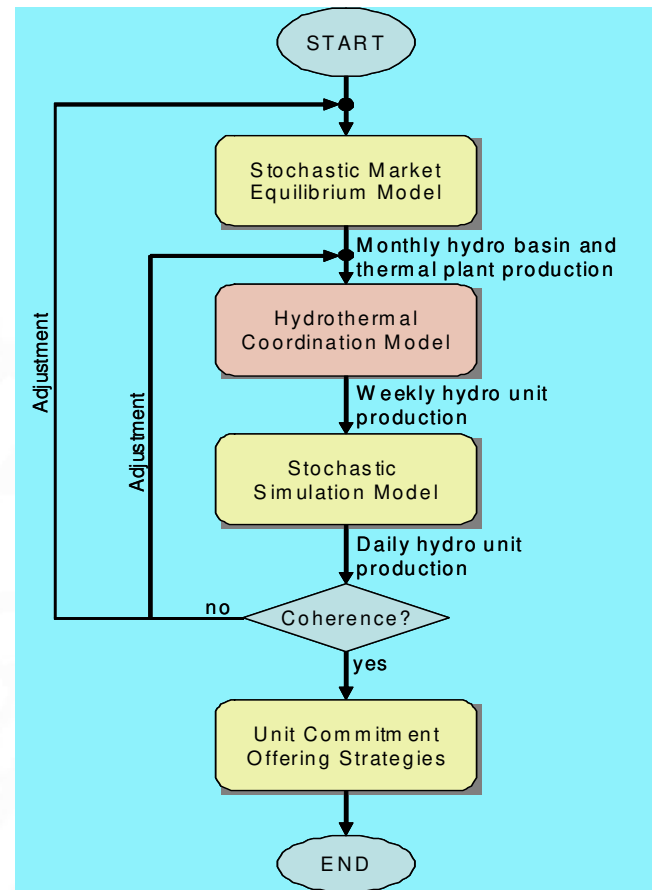 START
Stochastic Market
Equilibrium Model
Monthly hydro basin and
thermal plant production
Hydrothermal
Coordination Model
Adjustment
Adjustment
Weekly hydro unit
production
Stochastic
Simulation Model
Daily hydro unit
production
no
Coherence?
yes
Unit Commitment
Offering Strategies
END